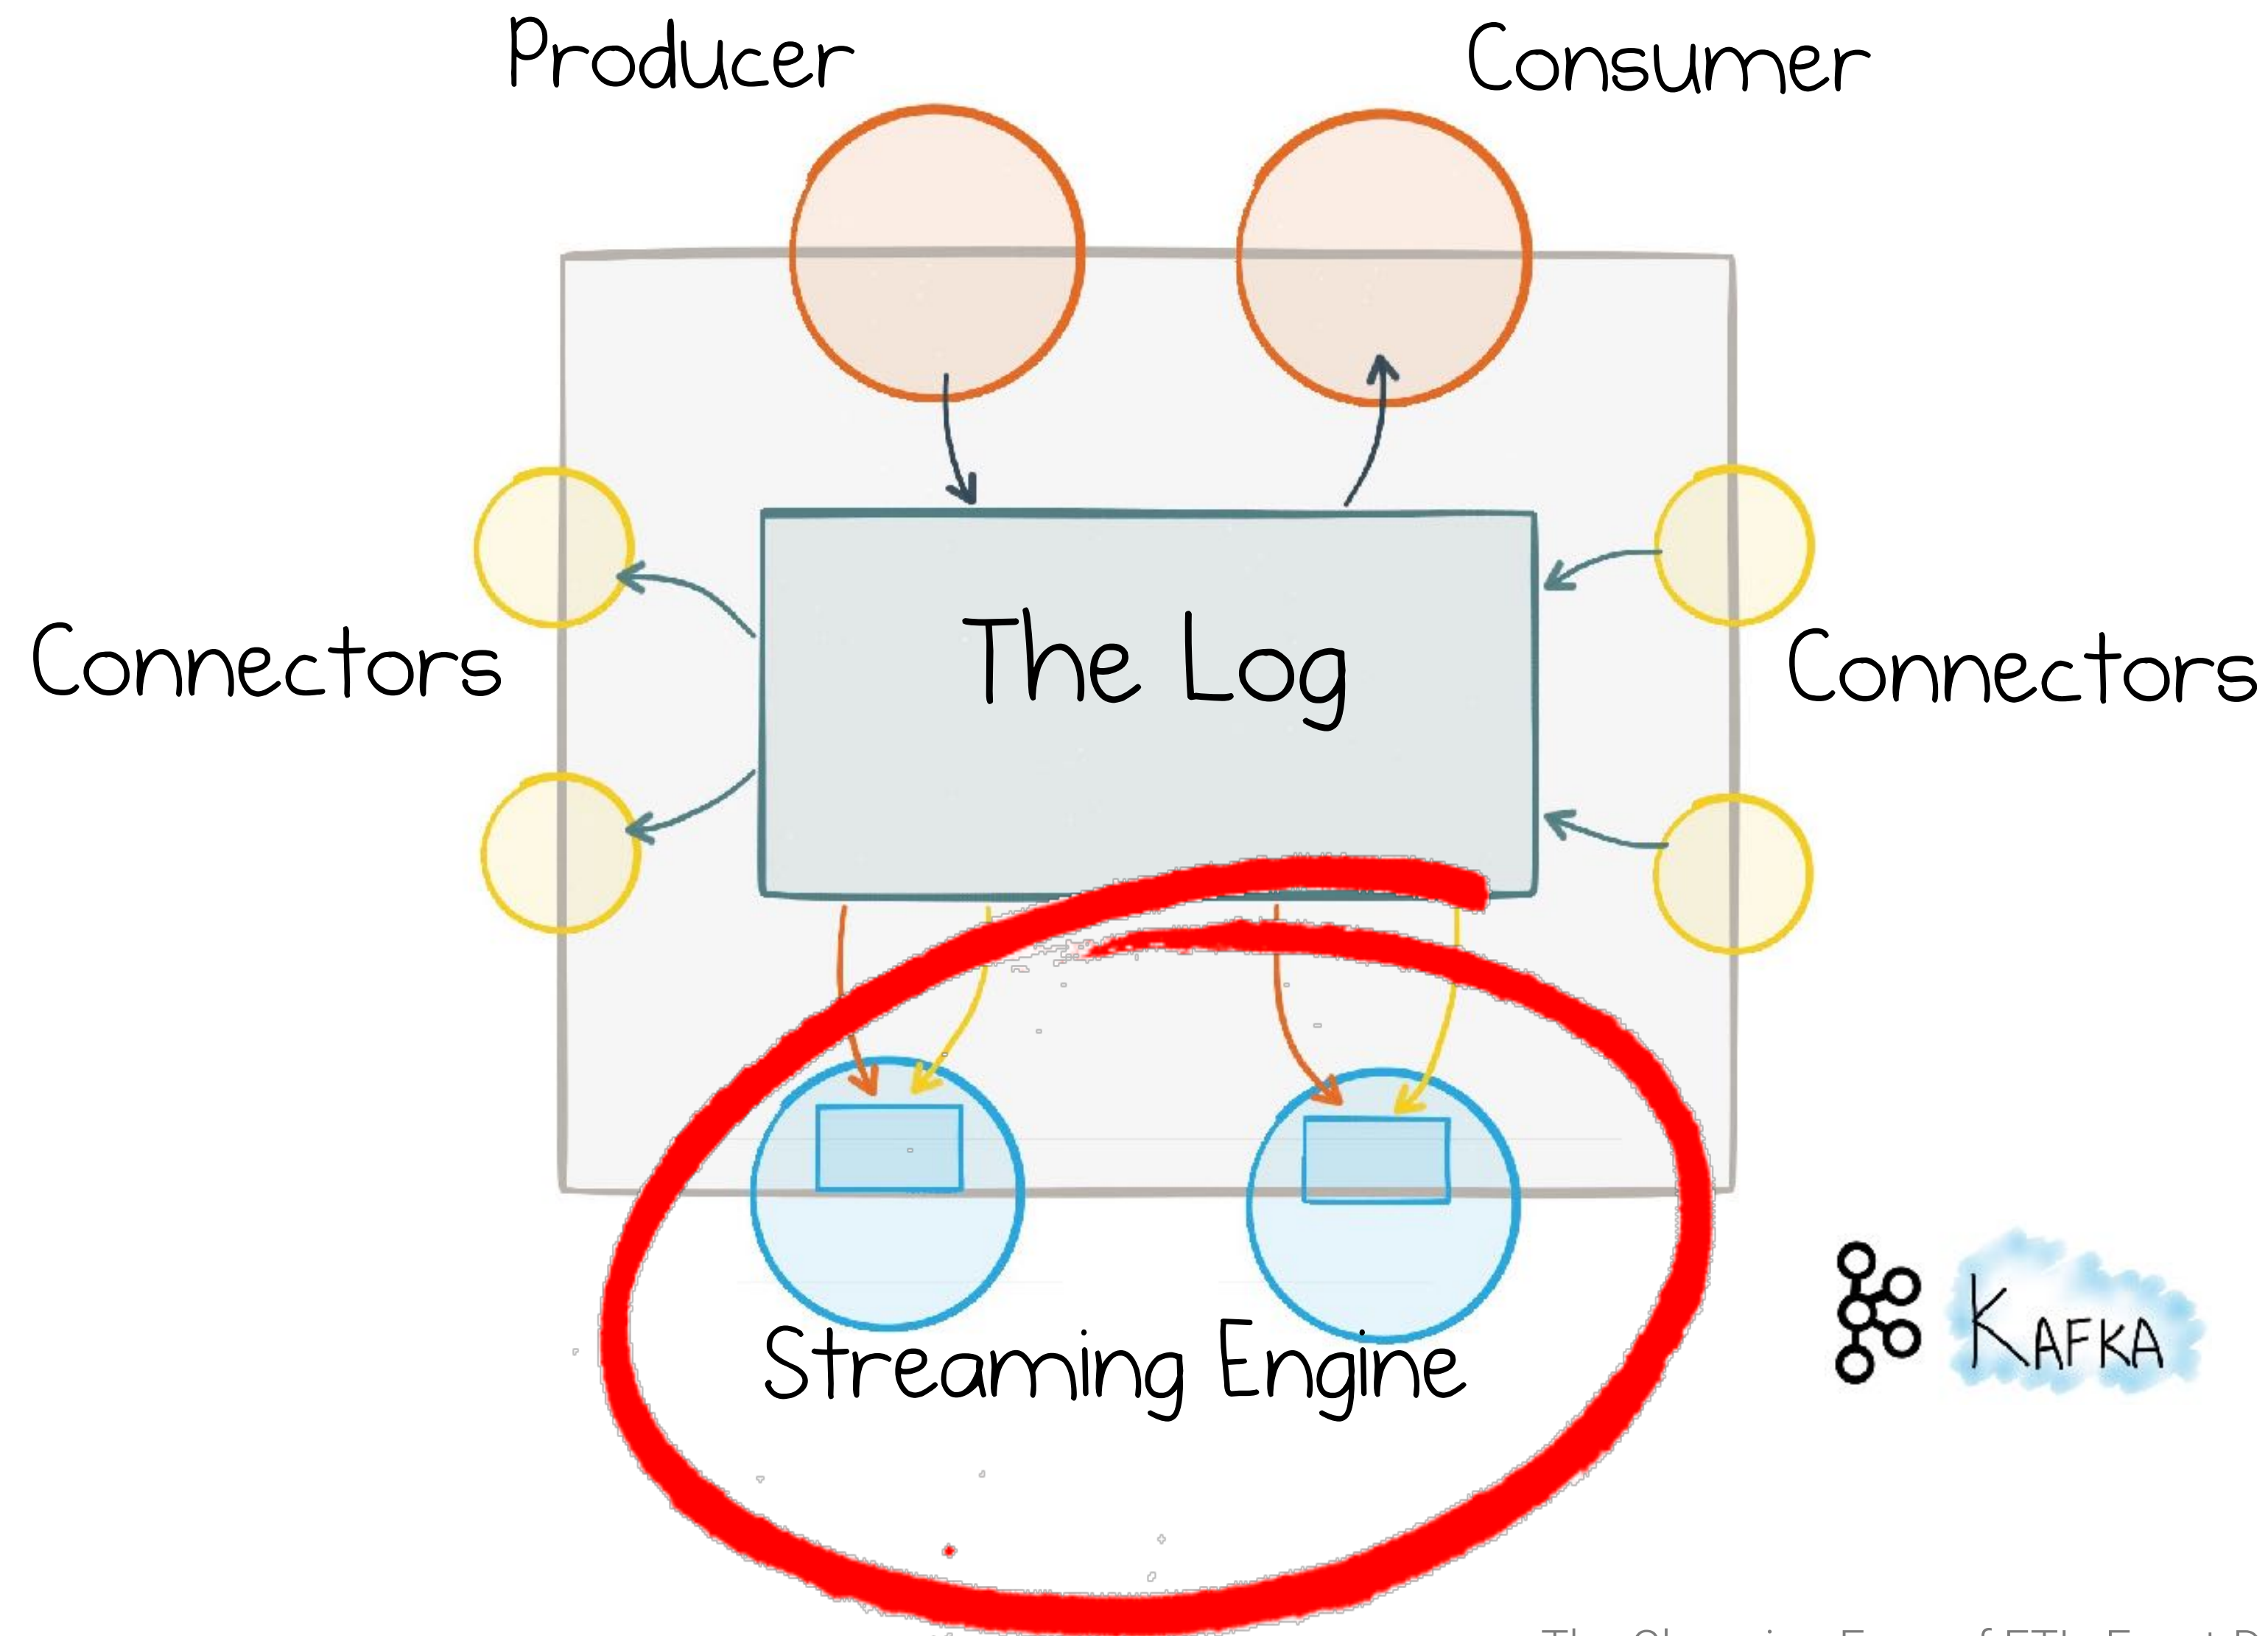 Producer
Consumer
Connectors
The Log
Connectors
Streaming Engine
KAFKA